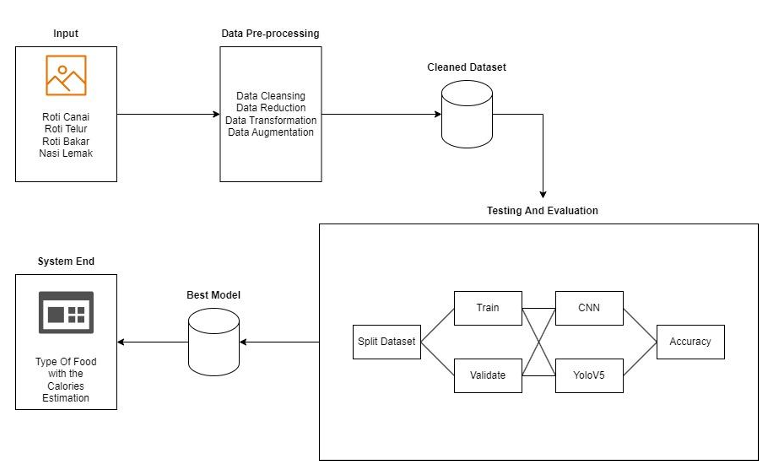 Input
Roti Canai
Roti Telur
Roti Bakar
Nasi Lemak
Data Pre-processing
Data Cleansing
Data Reduction
Data Transformation
Data Augmentation
Cleaned Dataset
Testing And Evaluation
Split Dataset
Train
Validate
CNN
YoloV5
Accuracy
Best Model
System End
Type Of Food
with the
Calories
Estimation